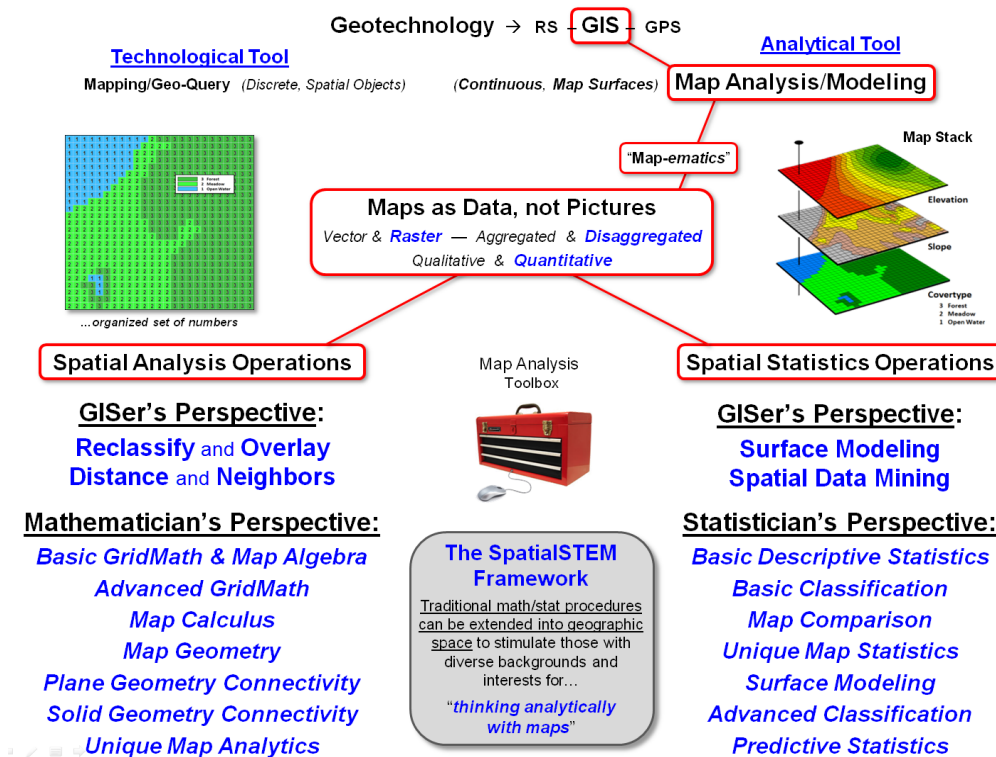 Geotechnology → RS – GIS – GPS
Technological Tool
Analytical Tool
Mapping/Geo-Query (Discrete, Spatial Objects)
(Continuous, Map Surfaces)
Map Analysis/Modeling
"Map-ematics"
Map Stack
3 Forest
2 Meadow
1 Open Water
Maps as Data, not Pictures
Vector & Raster — Aggregated & Disaggregated
Qualitative & Quantitative
Elevation
Slope
Covertype
3 Forest
2 Meadow
1 Open Water
...organized set of numbers
Spatial Analysis Operations
Map Analysis
Toolbox
Spatial Statistics Operations
GISer's Perspective:
Reclassify and Overlay
Distance and Neighbors
GISer's Perspective:
Surface Modeling
Spatial Data Mining
Mathematician's Perspective:
Basic GridMath & Map Algebra
Advanced GridMath
Map Calculus
Map Geometry
Plane Geometry Connectivity
Solid Geometry Connectivity
Unique Map Analytics
The SpatialSTEM
Framework
Traditional math/stat procedures
can be extended into geographic
space to stimulate those with
diverse backgrounds and
interests for…
"thinking analytically
with maps"
Statistician's Perspective:
Basic Descriptive Statistics
Basic Classification
Map Comparison
Unique Map Statistics
Surface Modeling
Advanced Classification
Predictive Statistics